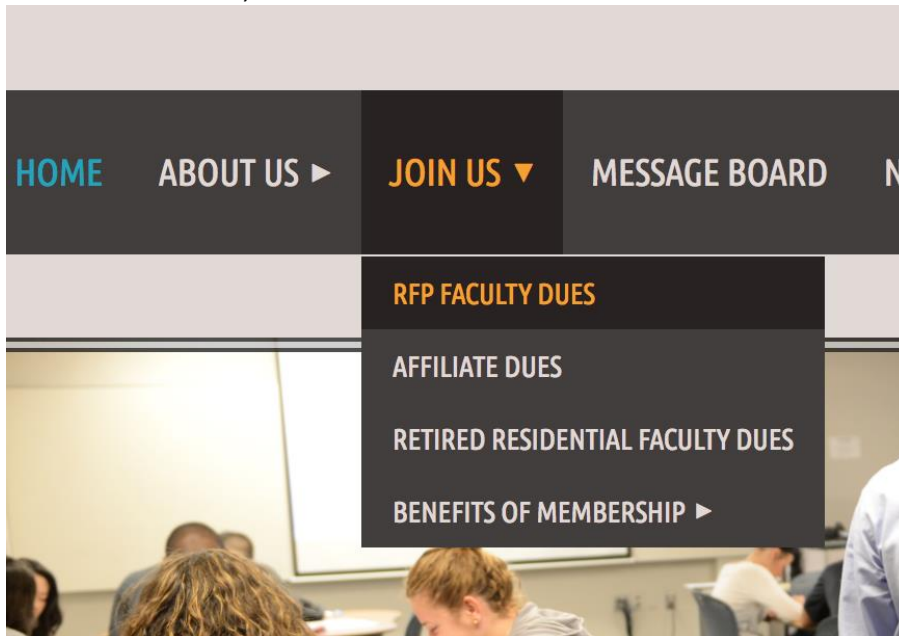 HOME ABOUT US ► JOIN US ▼ MESSAGE BOARD N
RFP FACULTY DUES
AFFILIATE DUES
RETIRED RESIDENTIAL FACULTY DUES
BENEFITS OF MEMBERSHIP ►